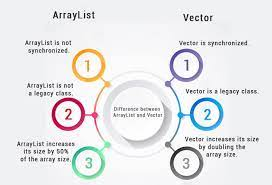 ArrayList
Vector
ArrayList is not
synchronized.
1
1
Vector is synchronized.
ArrayList is not
a legacy class.
2
Difference between
ArrayList and Vector
2
Vector is a legacy class.
ArrayList increases
its size by 50%
of the array size.
3
3
Vector increases its
size by doubling the
array size.